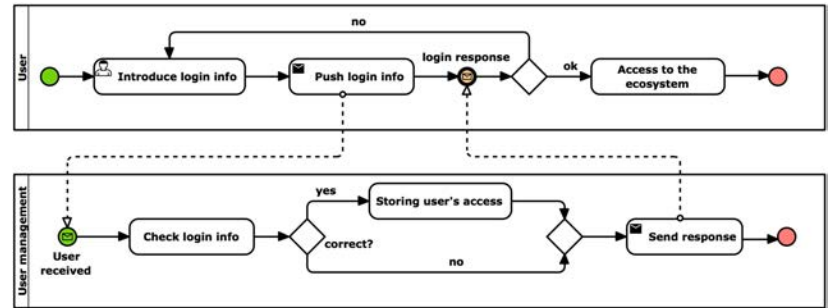 User
no
Introduce login info
Push login info
login response
ok
Access to the
ecosystem
User management
User
received
Check login info
yes
correct?
no
Storing user's access
Send response